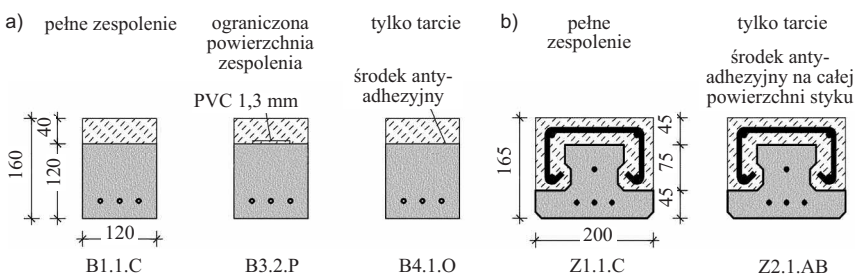 a)
pełne zespolenie
ograniczona
powierzchnia
zespolenia
PVC 1,3 mm
tylko tarcie
środek anty-
adhezyjny
160
40
120
120
B1.1.C
B3.2.P
B4.1.O
b)
pełne
zespolenie
tylko tarcie
środek anty-
adhezyjny na całej
powierzchni styku
165
45
75
45
200
Z1.1.C
Z2.1.AB